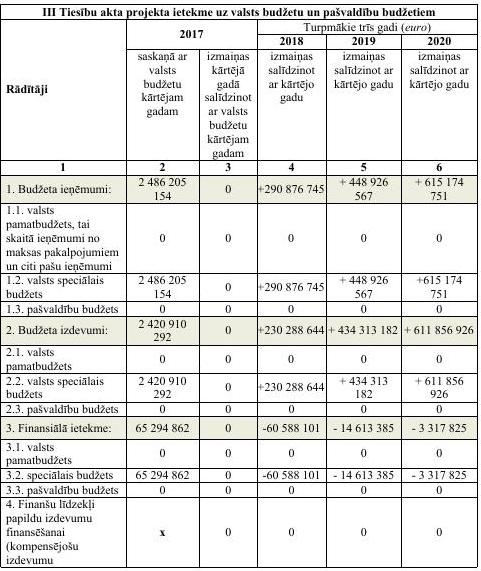 III Tiesību akta projekta ietekme uz valsts budžetu un pašvaldību budžetiem
Rādītāji
2017
Turpmākie trīs gadi (euro)
2018
2019
2020
saskaņā ar
valsts
budžetu
kārtējam
gadam
izmaiņas
kārtējā
gadā
salīdzinot
ar valsts
budžetu
kārtējam
gadam
izmaiņas
salīdzinot
ar kārtējo
gadu
izmaiņas
salīdzinot ar
kārtējo gadu
izmaiņas
salīdzinot ar
kārtējo gadu
1 2 3 4 5 6
1. Budžeta ieņēmumi: 2 486 205 154 0 +290 876 745 + 448 926 567 + 615 174 751
1.1. valsts
pamatbudžets, tai
skaitā ieņēmumi no
maksas pakalpojumiem
un citi pašu ieņēmumi
0 0 0 0 0
1.2. valsts speciālais
budžets
2 486 205 154 0 +290 876 745 + 448 926 567 +615 174 751
1.3. pašvaldību budžets 0 0 0 0 0
2. Budžeta izdevumi: 2 420 910 292 0 +230 288 644 + 434 313 182 + 611 856 926
2.1. valsts
pamatbudžets
0 0 0 0 0
2.2. valsts speciālais
budžets
2 420 910 292 0 +230 288 644 + 434 313 182 + 611 856 926
2.3. pašvaldību budžets 0 0 0 0 0
3. Finansiālā ietekme: 65 294 862 0 -60 588 101 - 14 613 385 - 3 317 825
3.1. valsts
pamatbudžets
0 0 0 0 0
3.2. speciālais budžets 65 294 862 0 -60 588 101 - 14 613 385 - 3 317 825
3.3. pašvaldību budžets 0 0 0 0 0
4. Finanšu līdzekļi
papildu izdevumu
finansēšanai
(kompensējošu
izdevumu
x 0 0 0 0